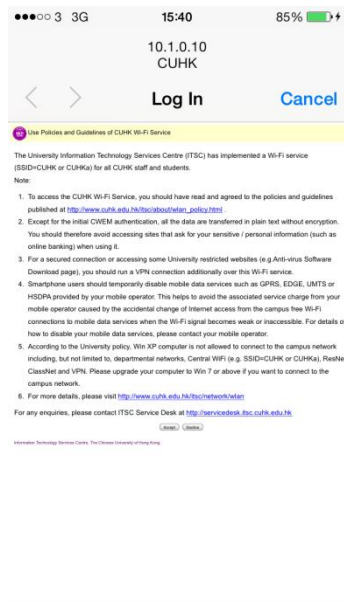 3 3G 15:40 85%
10.1.0.10
CUHK
Log In Cancel
Use Policies and Guidelines of CUHK Wi-Fi Service
The University Information Technology Services Centre (ITSC) has implemented a Wi-Fi service
(SSID=CUHK or CUHKa) for all CUHK staff and students.
Note:
1. To access the CUHK Wi-Fi Service, you should have read and agreed to the policies and guidelines
published at http://www.cuhk.edu.hk/itsc/about/wlan_policy.html .
2. Except for the initial CWEM authentication, all the data are transferred in plain text without encryption.
You should therefore avoid accessing sites that ask for your sensitive / personal information (such as
online banking) when using it.
3. For a secured connection or accessing some University restricted websites (e.g.Anti-virus Software
Download page), you should run a VPN connection additionally over this Wi-Fi service.
4. Smartphone users should temporarily disable mobile data services such as GPRS, EDGE, UMTS or
HSDPA provided by your mobile operator. This helps to avoid the associated service charge from your
mobile operator caused by the accidental change of Internet access from the campus free Wi-Fi
connections to mobile data services when the Wi-Fi signal becomes weak or inaccessible. For details o
how to disable your mobile data services, please contact your mobile operator.
5. According to the University policy, Win XP computer is not allowed to connect to the campus network
including, but not limited to, departmental networks, Central WiFi (e.g. SSID=CUHK or CUHKa), ResNe
ClassNet and VPN. Please upgrade your computer to Win 7 or above if you want to connect to the
campus network.
6. For more details, please visit http://www.cuhk.edu.hk/itsc/network/wlan
For any enquiries, please contact ITSC Service Desk at http://servicedesk.itsc.cuhk.edu.hk
Accept Decline
Information Technology Services Centre, The Chinese University of Hong Kong